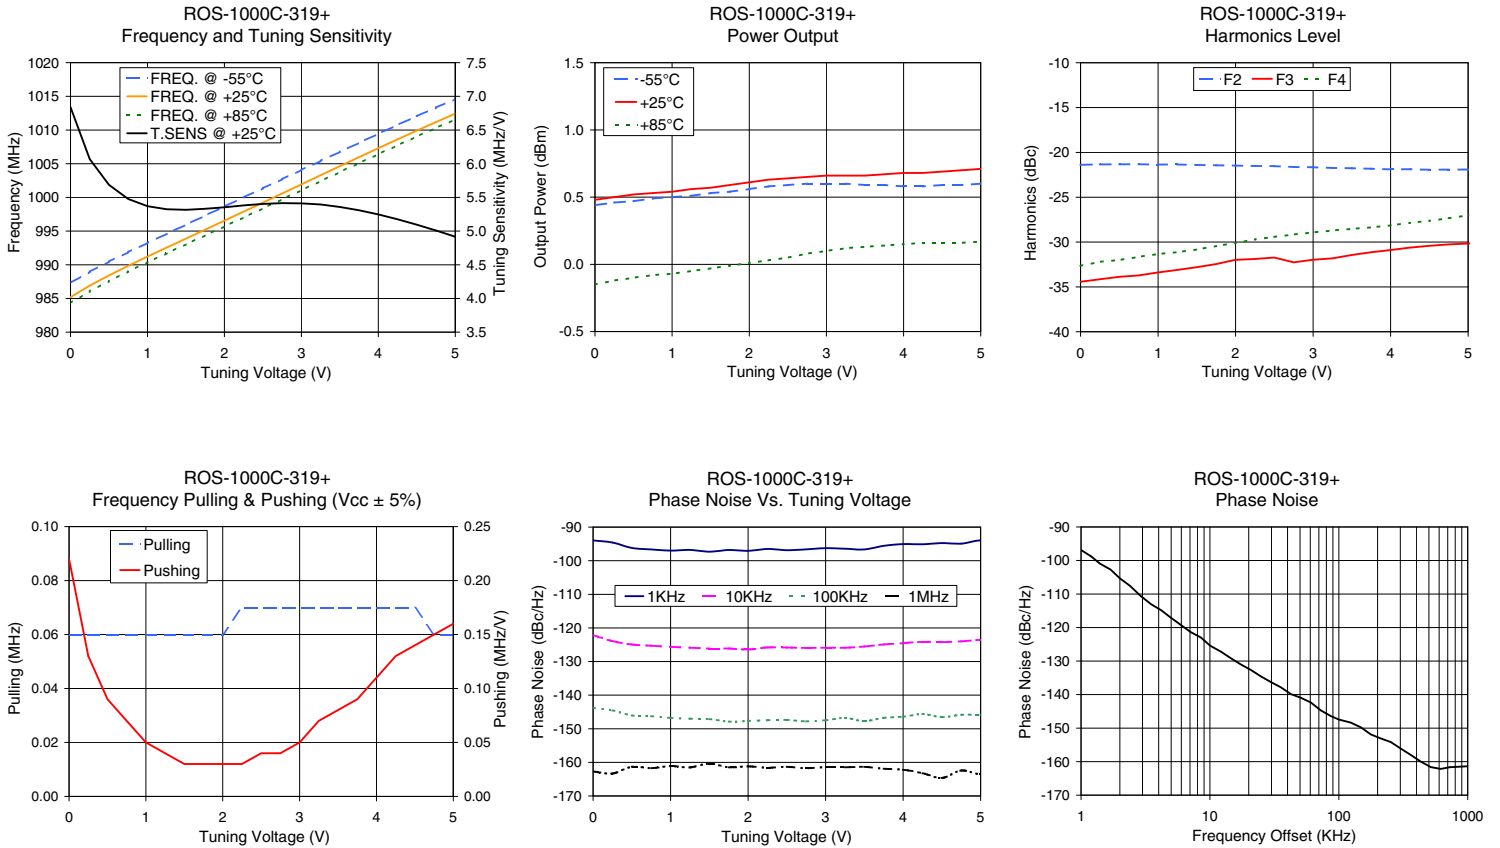 ROS-1000C-319+
Frequency and Tuning Sensitivity
1020
1015
1010
1005
1000
995
990
985
980
7.5
7.0
6.5
6.0
5.5
5.0
4.5
4.0
3.5
FREQ. @ -55°C
FREQ. @ +25°C
FREQ. @ +85°C
T.SENS @ +25°C
Frequency (MHz)
Tuning Sensitivity (MHz/V)
0 1 2 3 4 5
Tuning Voltage (V)
ROS-1000C-319+
Power Output
1.5
1.0
0.5
0.0
-0.5
-55°C
+25°C
+85°C
Output Power (dBm)
0 1 2 3 4 5
Tuning Voltage (V)
ROS-1000C-319+
Harmonics Level
-10
-15
-20
-25
-30
-35
-40
F2 F3 F4
Harmonics (dBc)
0 1 2 3 4 5
Tuning Voltage (V)
ROS-1000C-319+
Frequency Pulling & Pushing (Vcc ± 5%)
0.10
0.08
0.06
0.04
0.02
0.00
0.25
0.20
0.15
0.10
0.05
0.00
Pulling
Pushing
Pulling (MHz)
Pushing (MHz/V)
0 1 2 3 4 5
Tuning Voltage (V)
ROS-1000C-319+
Phase Noise Vs. Tuning Voltage
-90
-100
-110
-120
-130
-140
-150
-160
-170
1KHz 10KHz 100KHz 1MHz
Phase Noise (dBc/Hz)
0 1 2 3 4 5
Tuning Voltage (V)
ROS-1000C-319+
Phase Noise
-90
-100
-110
-120
-130
-140
-150
-160
-170
Phase Noise (dBc/Hz)
1 10 100 1000
Frequency Offset (KHz)